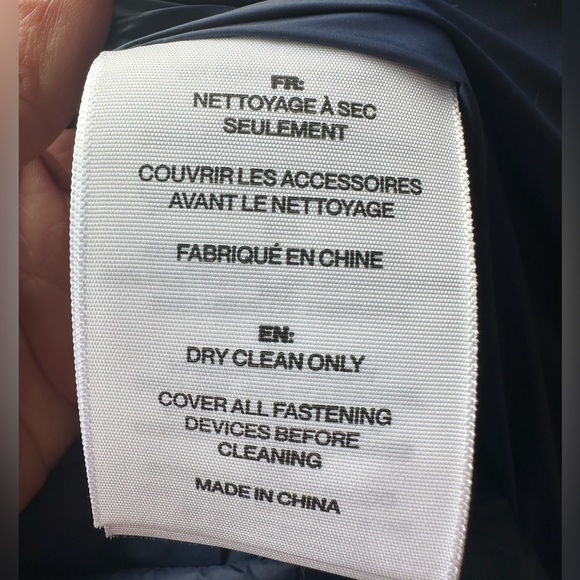 FR:
NETTOYAGE À SEC
SEULEMENT
COUVRIR LES ACCESSOIRES
AVANT LE NETTOYAGE
FABRIQUÉ EN CHINE
EN:
DRY CLEAN ONLY
COVER ALL FASTENING
DEVICES BEFORE
CLEANING
MADE IN CHINA